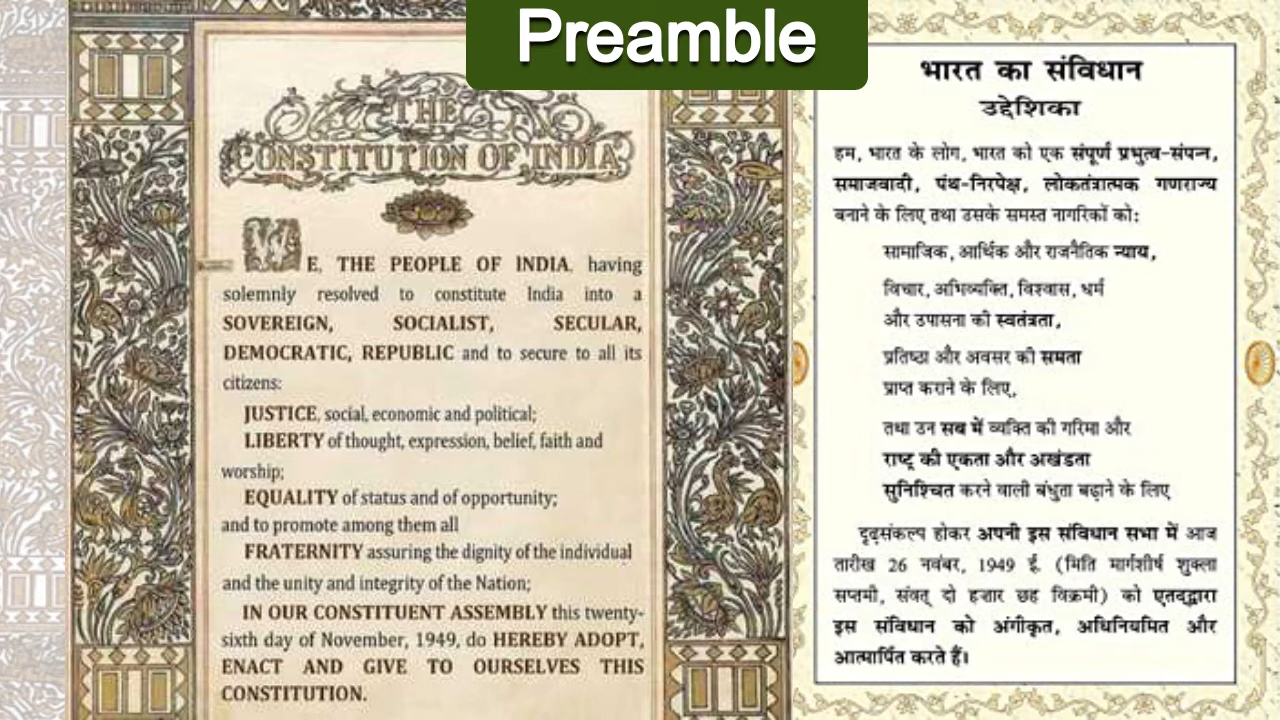 Preamble
THE
CONSTITUTION OF INDIA
WE, THE PEOPLE OF INDIA, having
solemnly resolved to constitute India into a
SOVEREIGN, SOCIALIST, SECULAR,
DEMOCRATIC, REPUBLIC and to secure to all its
citizens:
JUSTICE, social, economic and political;
LIBERTY of thought, expression, belief, faith and
worship;
EQUALITY of status and of opportunity;
and to promote among them all
FRATERNITY assuring the dignity of the individual
and the unity and integrity of the Nation;
IN OUR CONSTITUENT ASSEMBLY this twenty-
sixth day of November, 1949, do HEREBY ADOPT,
ENACT AND GIVE TO OURSELVES THIS
CONSTITUTION.
भारत का संविधान
उद्देशिका
हम, भारत के लोग, भारत को एक संपूर्ण प्रभुत्व-संपन्न,
समाजवादी, पंथ-निरपेक्ष, लोकतंत्रात्मक गणराज्य
बनाने के लिए तथा उसके समस्त नागरिकों को:
सामाजिक, आर्थिक और राजनैतिक न्याय,
विचार, अभिव्यक्ति, विश्वास, धर्म
और उपासना की स्वतंत्रता,
प्रतिष्ठा और अवसर की समता
प्राप्त कराने के लिए,
तथा उन सब में व्यक्ति की गरिमा और
राष्ट्र की एकता और अखंडता
सुनिश्चित करने वाली बंधुता बढ़ाने के लिए
दृढ़संकल्प होकर अपनी इस संविधान सभा में आज
तारीख 26 नवंबर, 1949 ई. (मिति मार्गशीर्ष शुक्ला
सप्तमी, संवत् दो हजार छह विक्रमी) को एतद्द्वारा
इस संविधान को अंगीकृत, अधिनियमित और
आत्मार्पित करते हैं।